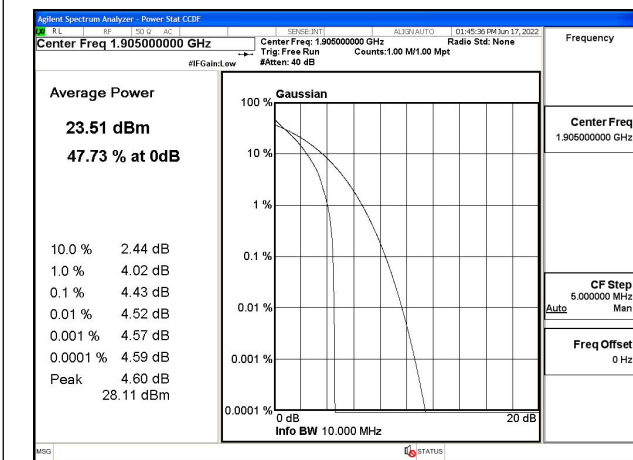 Agilent Spectrum Analyzer - Power Stat CCDF
LXI RL RF 50 Ω AC SENSE:INT ALIGN AUTO 01:45:36 PM Jun 17, 2022
Center Freq 1.905000000 GHz
#IFGain:Low
Center Freq: 1.905000000 GHz
Radio Std: None
Trig: Free Run
Counts:1.00 M/1.00 Mpt
#Atten: 40 dB
Average Power
23.51 dBm
47.73 % at 0dB
10.0 % 2.44 dB
1.0 % 4.02 dB
0.1 % 4.43 dB
0.01 % 4.52 dB
0.001 % 4.57 dB
0.0001 % 4.59 dB
Peak 4.60 dB
28.11 dBm
Gaussian
100 %
10 %
1 %
0.1 %
0.01 %
0.001 %
0.0001 %
0 dB
20 dB
Info BW 10.000 MHz
Frequency
Center Freq
1.905000000 GHz
CF Step
5.000000 MHz
Auto Man
Freq Offset
0 Hz
MSG
STATUS